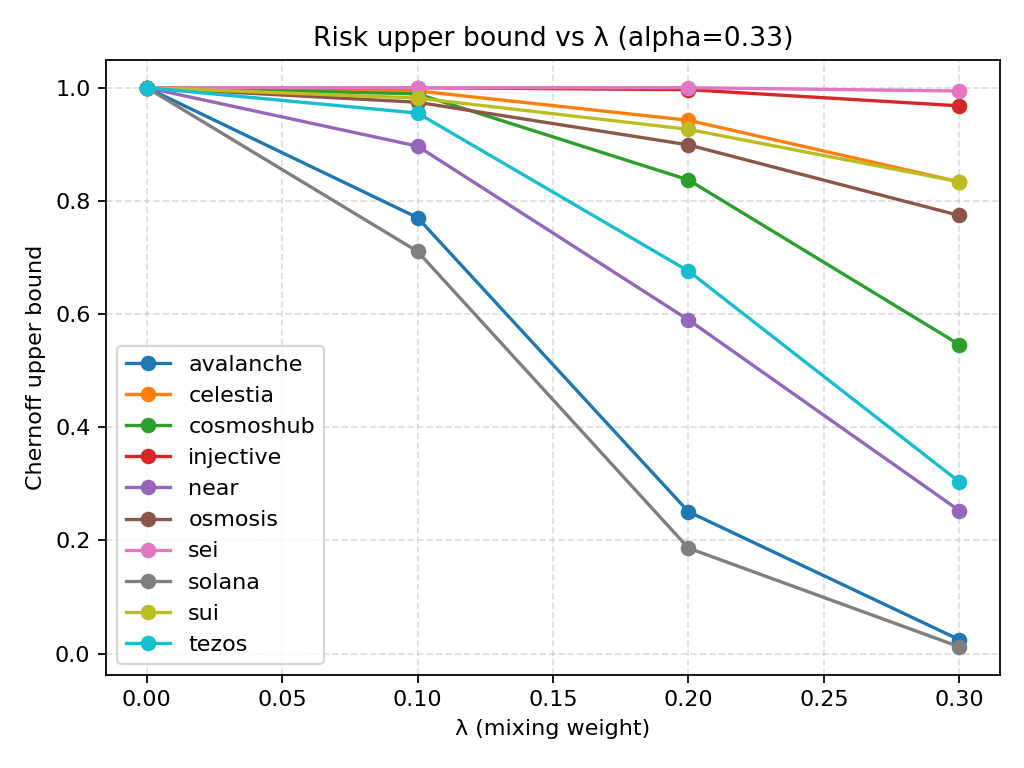 Risk upper bound vs λ (alpha=0.33)
Chernoff upper bound
1.0
0.8
0.6
0.4
0.2
0.0
avalanche
celestia
cosmoshub
injective
near
osmosis
sei
solana
sui
tezos
0.00 0.05 0.10 0.15 0.20 0.25 0.30
λ (mixing weight)